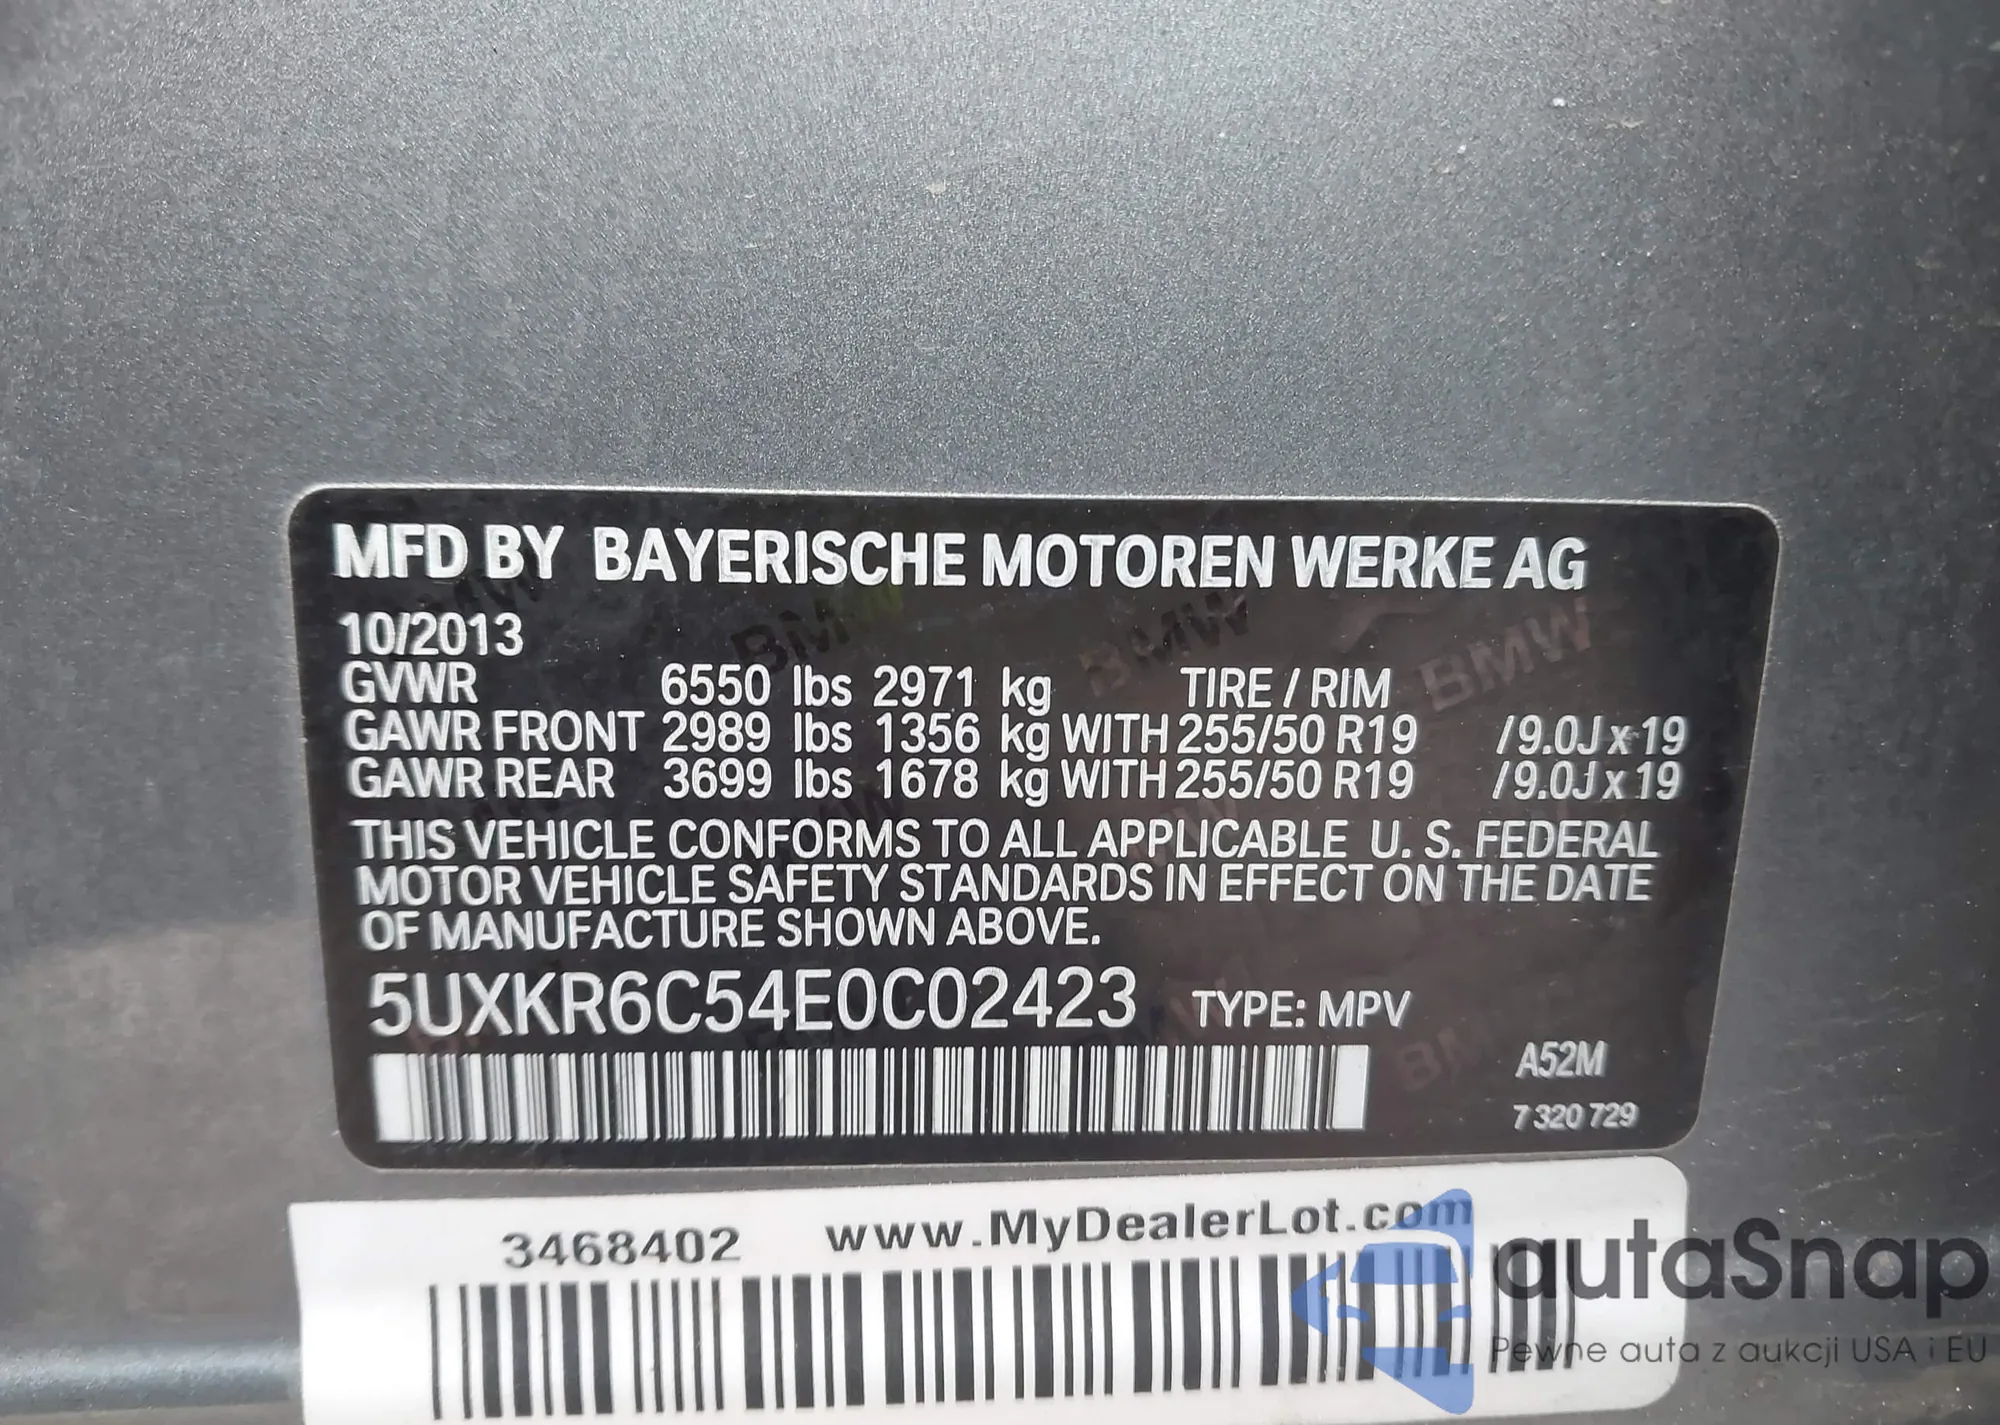 MFD BY BAYERISCHE MOTOREN WERKE AG
10/2013
GVWR 6550 lbs 2971 kg TIRE / RIM
GAWR FRONT 2989 lbs 1356 kg WITH 255/50 R19 /9.0J x 19
GAWR REAR 3699 lbs 1678 kg WITH 255/50 R19 /9.0J x 19
THIS VEHICLE CONFORMS TO ALL APPLICABLE U. S. FEDERAL
MOTOR VEHICLE SAFETY STANDARDS IN EFFECT ON THE DATE
OF MANUFACTURE SHOWN ABOVE.
5UXKR6C54E0C02423 TYPE: MPV
A52M
7 320 729
3468402 www.MyDealerLot.com
autaSnap
Pewne auta z aukcji USA i EU